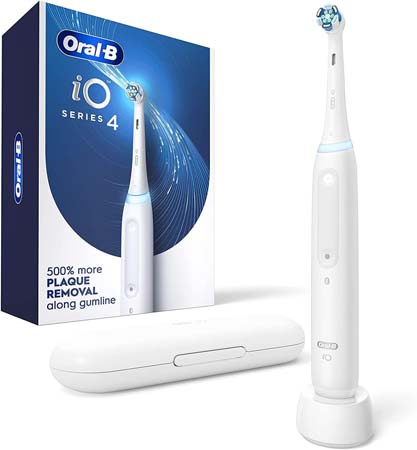 Oral-B
iO
SERIES 4
Oral-B
500% more
PLAQUE
REMOVAL
along gumline
Oral-B
iO